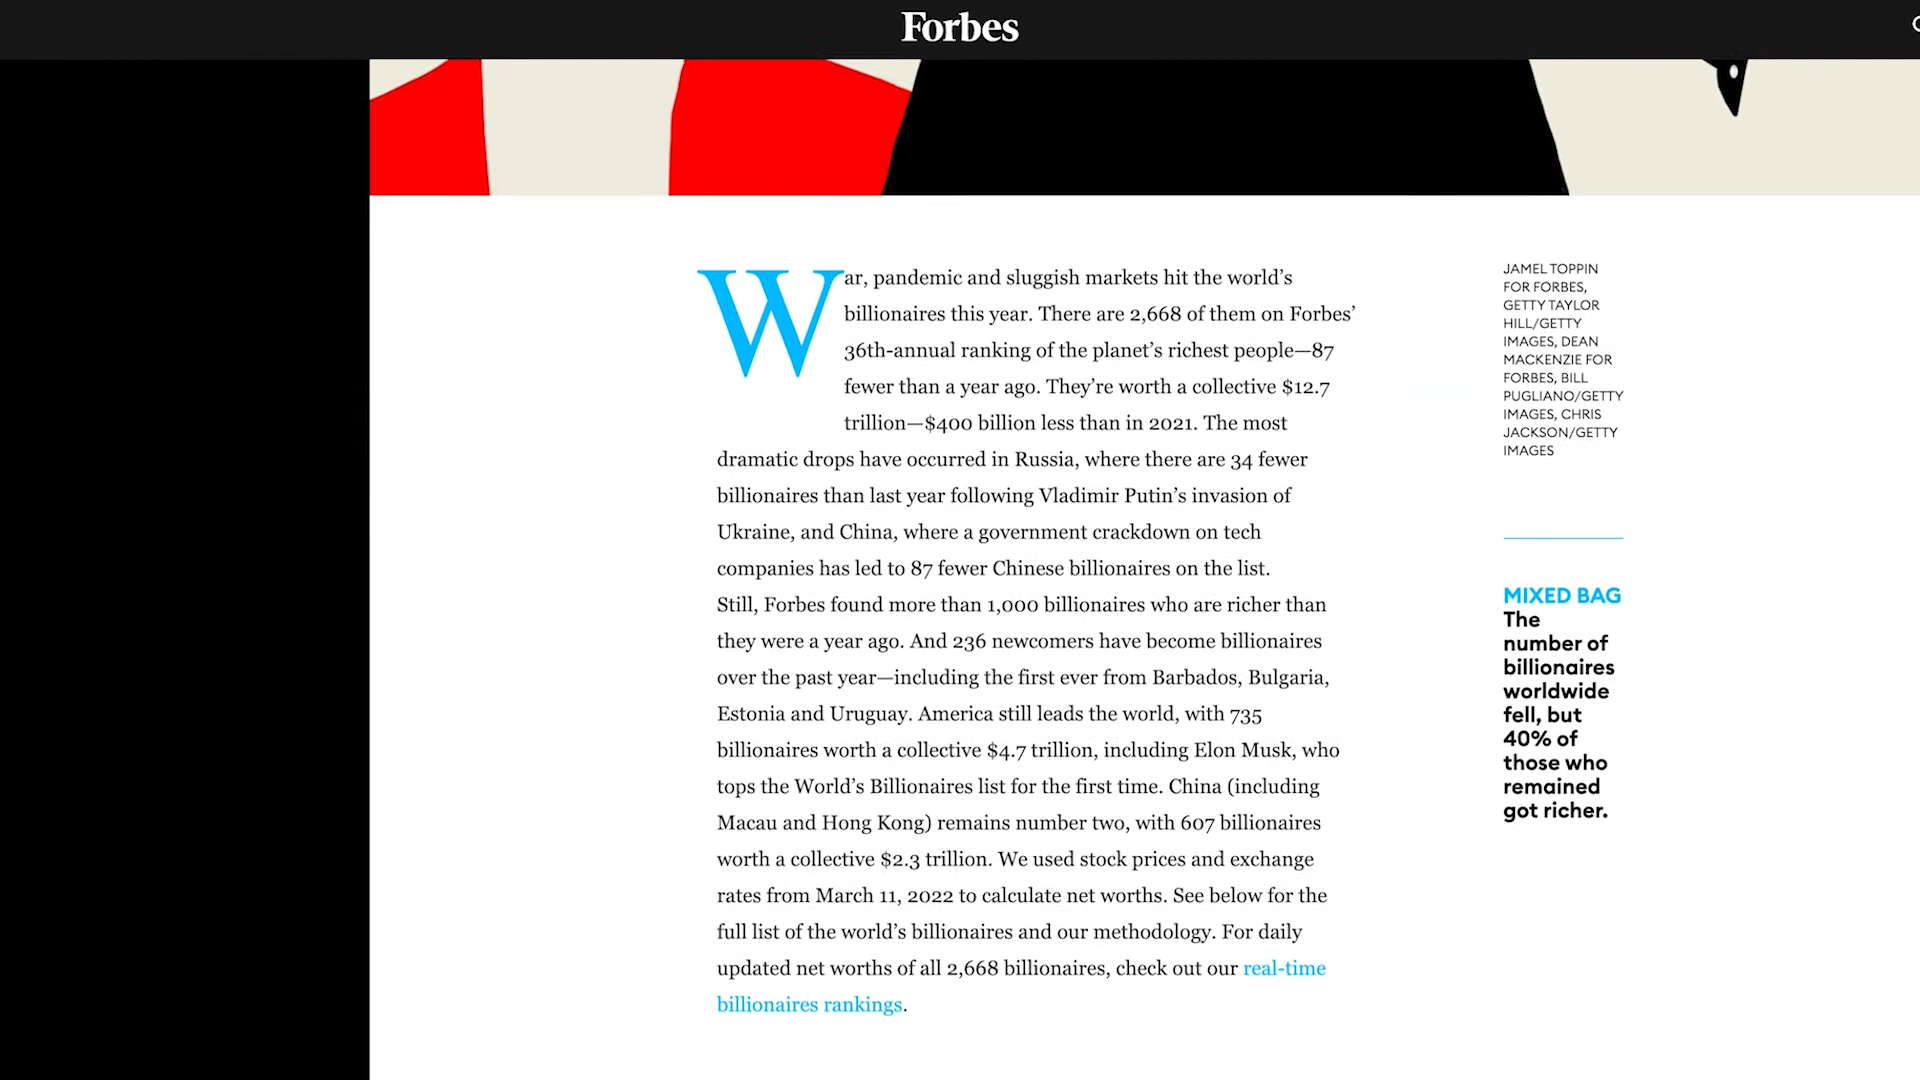 Forbes
War, pandemic and sluggish markets hit the world’s
billionaires this year. There are 2,668 of them on Forbes’
36th-annual ranking of the planet’s richest people—87
fewer than a year ago. They’re worth a collective $12.7
trillion—$400 billion less than in 2021. The most
dramatic drops have occurred in Russia, where there are 34 fewer
billionaires than last year following Vladimir Putin’s invasion of
Ukraine, and China, where a government crackdown on tech
companies has led to 87 fewer Chinese billionaires on the list.
Still, Forbes found more than 1,000 billionaires who are richer than
they were a year ago. And 236 newcomers have become billionaires
over the past year—including the first ever from Barbados, Bulgaria,
Estonia and Uruguay. America still leads the world, with 735
billionaires worth a collective $4.7 trillion, including Elon Musk, who
tops the World’s Billionaires list for the first time. China (including
Macau and Hong Kong) remains number two, with 607 billionaires
worth a collective $2.3 trillion. We used stock prices and exchange
rates from March 11, 2022 to calculate net worths. See below for the
full list of the world’s billionaires and our methodology. For daily
updated net worths of all 2,668 billionaires, check out our real-time
billionaires rankings.
JAMEL TOPPIN
FOR FORBES,
GETTY TAYLOR
HILL/GETTY
IMAGES, DEAN
MACKENZIE FOR
FORBES, BILL
PUGLIANO/GETTY
IMAGES, CHRIS
JACKSON/GETTY
IMAGES
MIXED BAG
The
number of
billionaires
worldwide
fell, but
40% of
those who
remained
got richer.